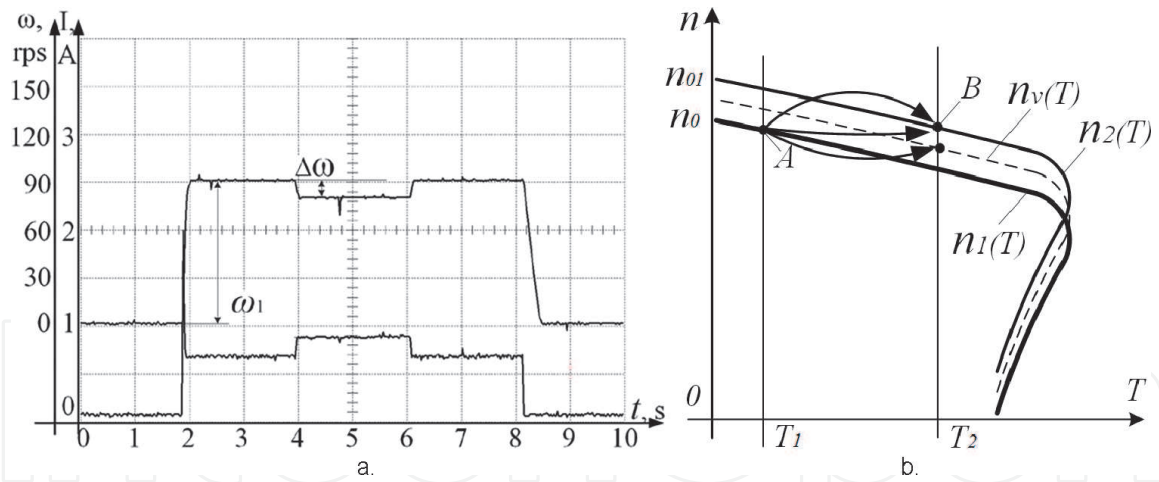 ω, I,
rps A
150
120 3
90
60 2
30
0 1
0
Δω
ω1
t, s
0 1 2 3 4 5 6 7 8 9 10
a.
n
n01
n0
A
B
nv(T)
n2(T)
n1(T)
0
T
T1 T2
b.